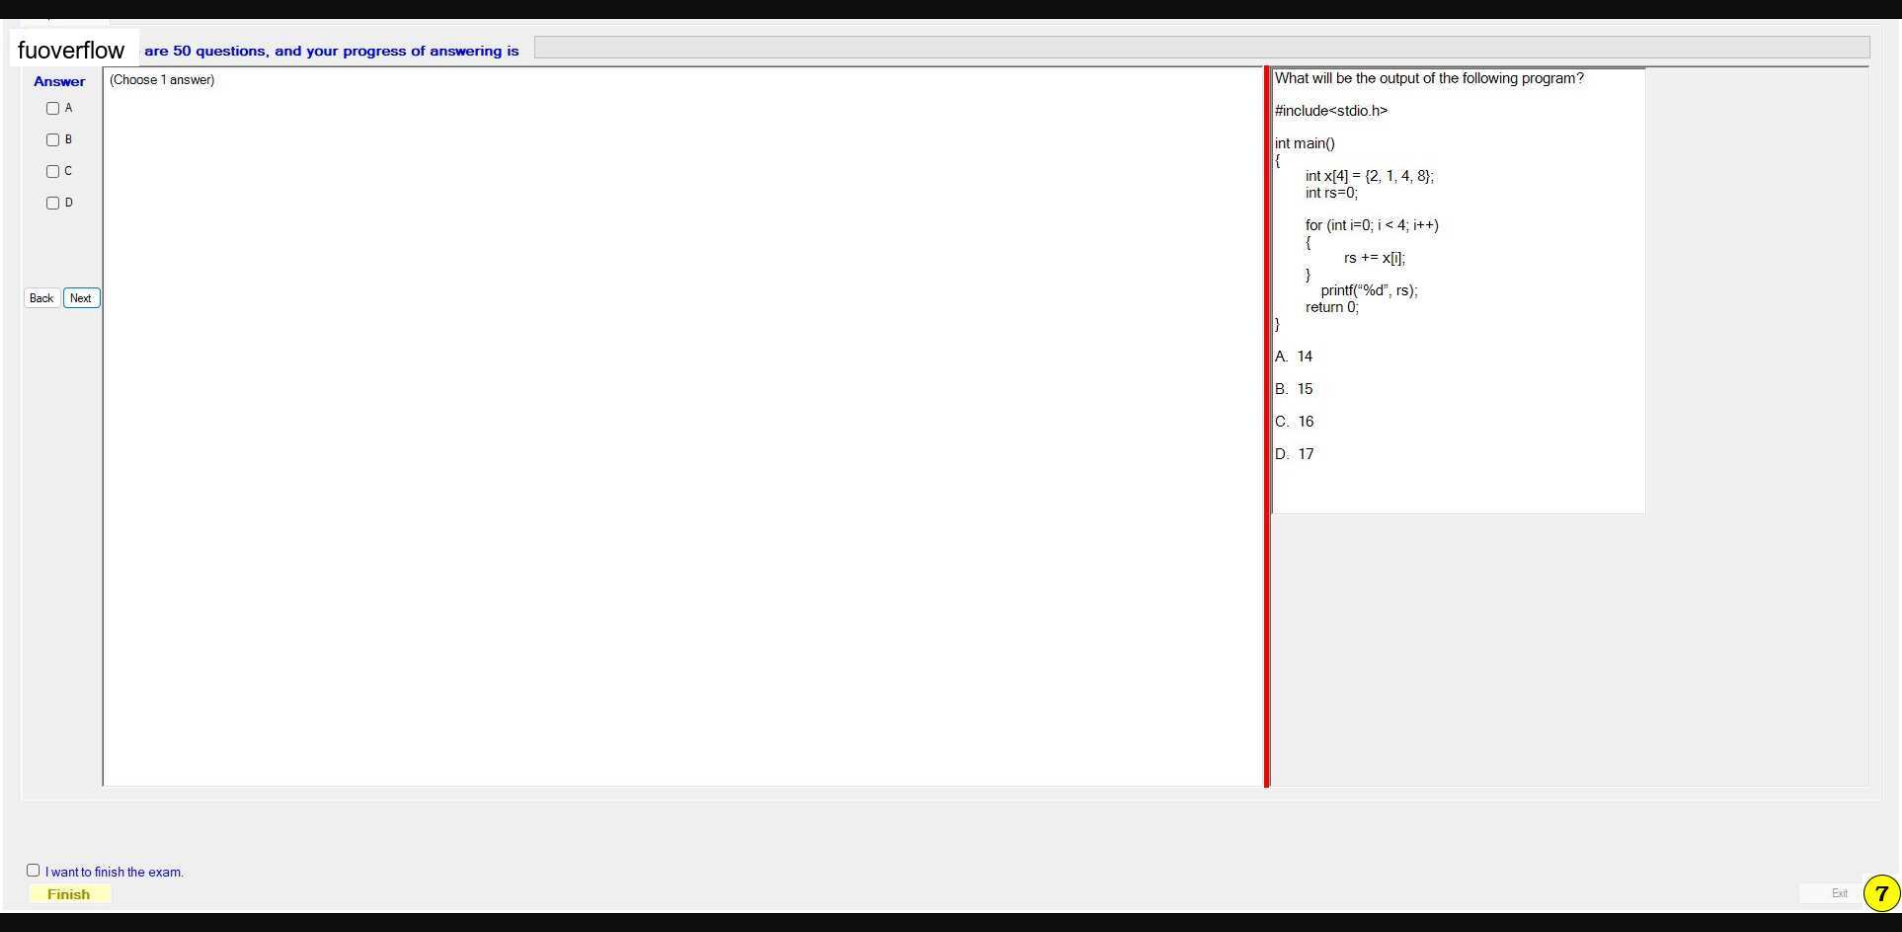 fuoverflow are 50 questions, and your progress of answering is
Answer
(Choose 1 answer)
A
B
C
D
Back Next
What will be the output of the following program?
#include<stdio.h>
int main()
{
int x[4] = {2, 1, 4, 8};
int rs=0;
for (int i=0; i < 4; i++)
{
rs += x[i];
}
printf(“%d”, rs);
return 0;
}
A. 14
B. 15
C. 16
D. 17
I want to finish the exam.
Finish
Exit
7